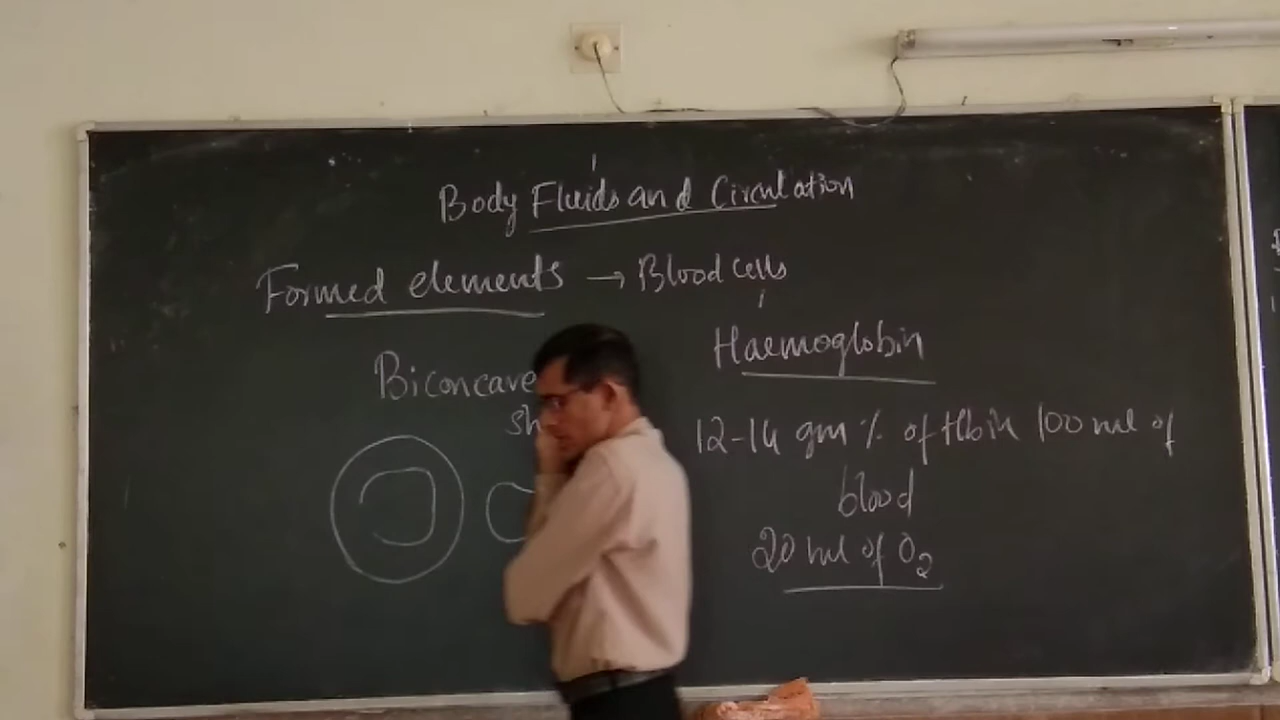 Body Fluids and Circulation
Formed elements → Blood cells
Haemoglobin
Biconcave
sh
12-14 gm % of Hb in 100 ml of
blood
20 ml of O2